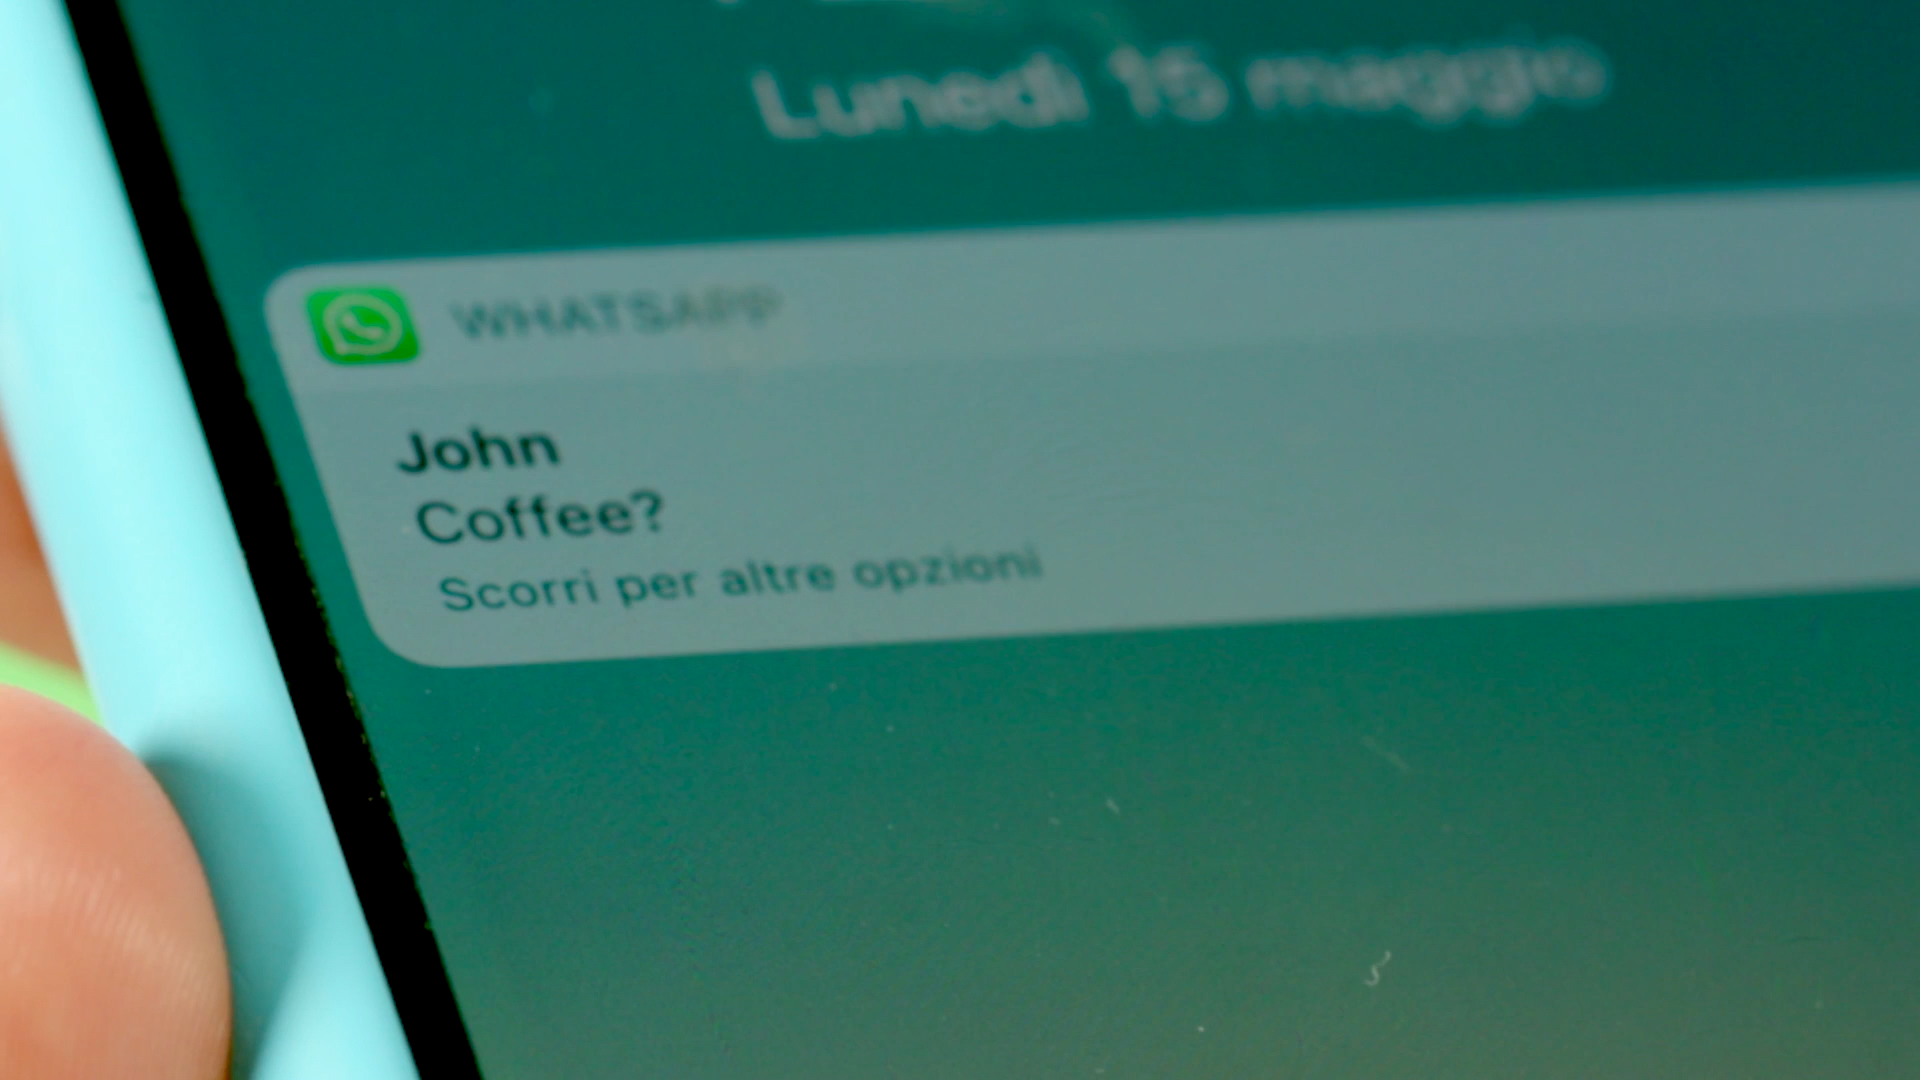 Lunedì 15 maggio
WHATSAPP
John
Coffee?
Scorri per altre opzioni